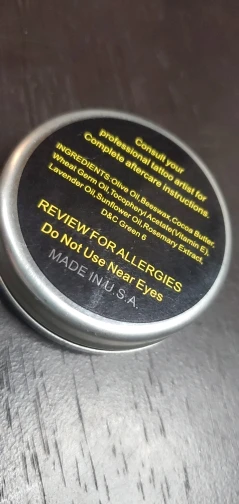 Consult your
professional tattoo artist for
Complete aftercare instructions.
INGREDIENTS:Olive Oil,Beeswax,Cocoa Butter,
Wheat Germ Oil,Tocopheryl Acetate(Vitamin E),
Lavender Oil,Sunflower Oil,Rosemary Extract,
D&C Green 6
REVIEW FOR ALLERGIES
Do Not Use Near Eyes
MADE IN U.S.A.